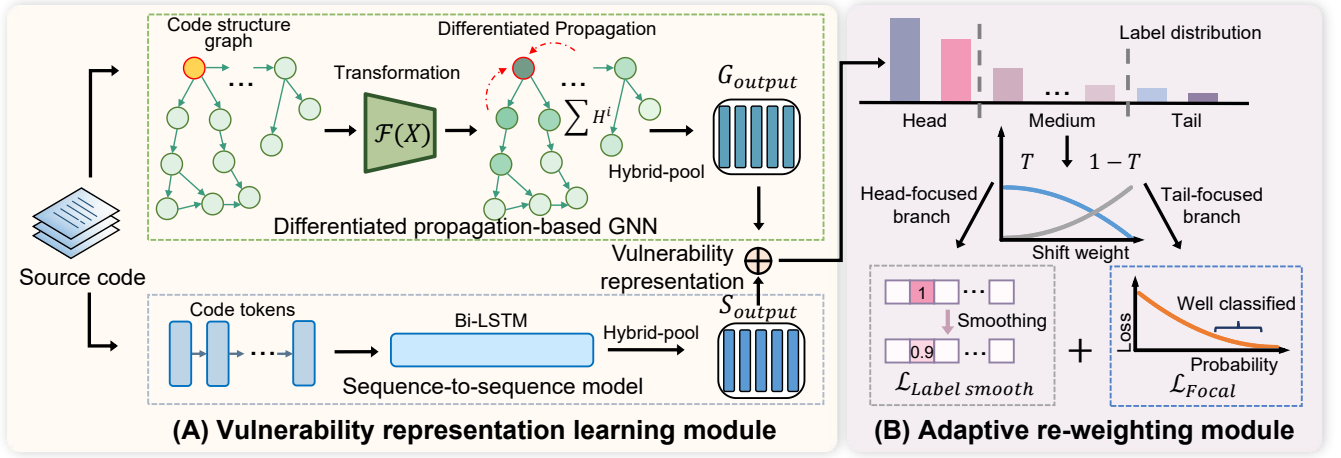 Code structure
graph
...
Transformation
F(X)
Differentiated Propagation
...
∑ H^i
Hybrid-pool
G_output
Differentiated propagation-based GNN
Source code
Vulnerability
representation
Code tokens
...
Bi-LSTM
Hybrid-pool
S_output
Sequence-to-sequence model
(A) Vulnerability representation learning module
Label distribution
...
Head
Medium
Tail
T
1 − T
Head-focused
branch
Tail-focused
branch
Shift weight
1
...
Smoothing
0.9
...
L_Label smooth
+
Loss
Well classified
Probability
L_Focal
(B) Adaptive re-weighting module